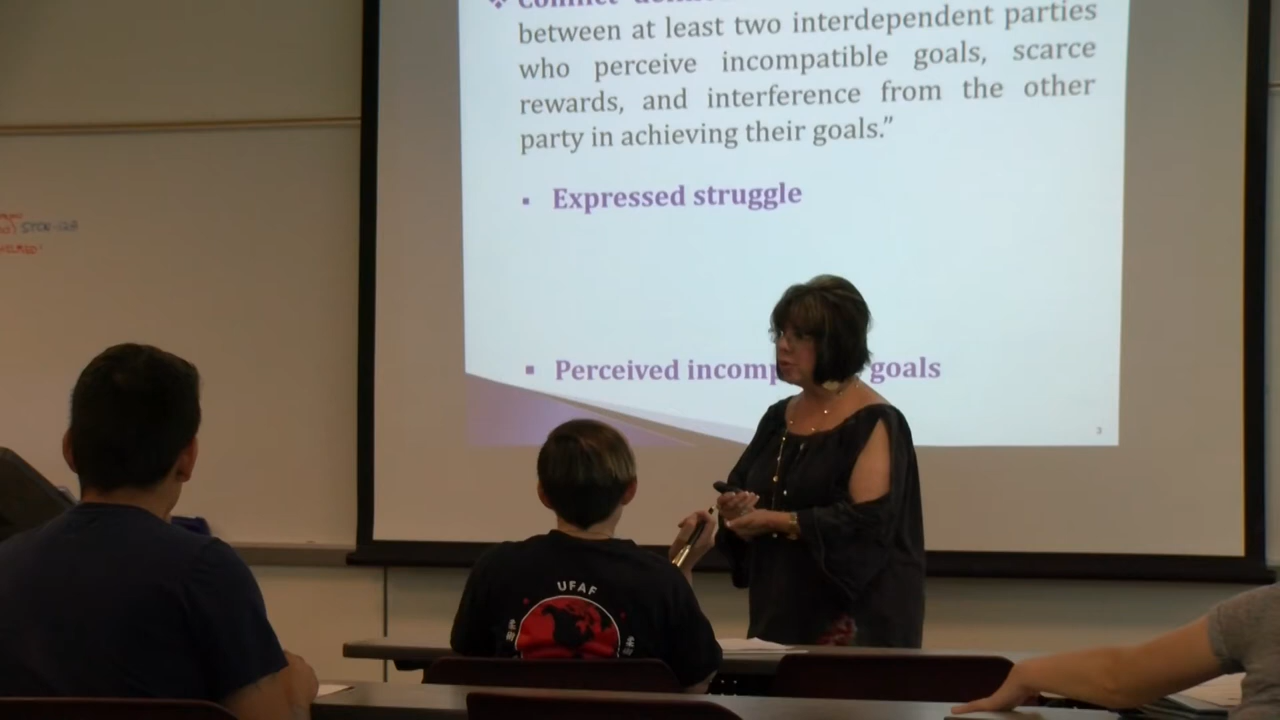 between at least two interdependent parties
who perceive incompatible goals, scarce
rewards, and interference from the other
party in achieving their goals.”
▪ Expressed struggle
▪ Perceived goals
3
UFAF